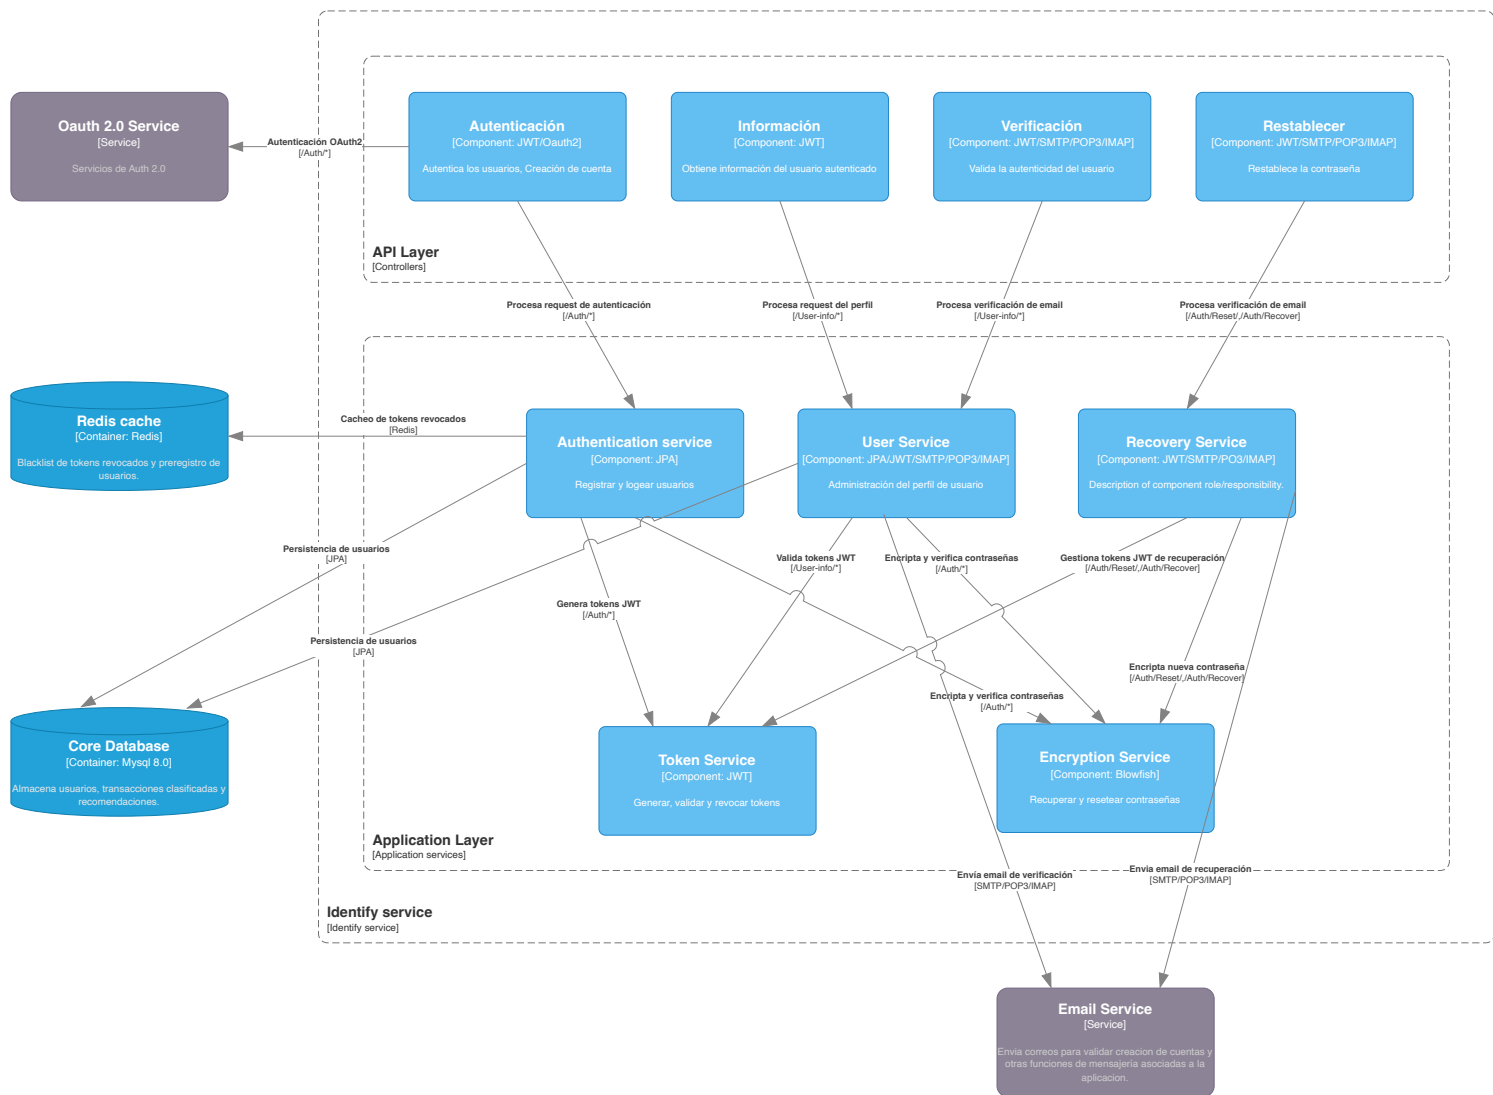 Oauth 2.0 Service
[Service]
Servicios de Auth 2.0
Autenticación OAuth2
[/Auth/*]
Autenticación
[Component: JWT/Oauth2]
Autentica los usuarios, Creación de cuenta
Información
[Component: JWT]
Obtiene información del usuario autenticado
Verificación
[Component: JWT/SMTP/POP3/IMAP]
Valida la autenticidad del usuario
Restablecer
[Component: JWT/SMTP/POP3/IMAP]
Restablece la contraseña
API Layer
[Controllers]
Procesa request de autenticación
[/Auth/*]
Procesa request del perfil
[/User-info/*]
Procesa verificación de email
[/User-info/*]
Procesa verificación de email
[/Auth/Reset/,/Auth/Recover]
Redis cache
[Container: Redis]
Blacklist de tokens revocados y preregistro de
usuarios.
Cacheo de tokens revocados
[Redis]
Authentication service
[Component: JPA]
Registrar y logear usuarios
User Service
[Component: JPA/JWT/SMTP/POP3/IMAP]
Administración del perfil de usuario
Recovery Service
[Component: JWT/SMTP/PO3/IMAP]
Description of component role/responsibility.
Persistencia de usuarios
[JPA]
Valida tokens JWT
[/User-info/*]
Encripta y verifica contraseñas
[/Auth/*]
Gestiona tokens JWT de recuperación
[/Auth/Reset/,/Auth/Recover]
Genera tokens JWT
[/Auth/*]
Persistencia de usuarios
[JPA]
Encripta nueva contraseña
[/Auth/Reset/,/Auth/Recover]
Encripta y verifica contraseñas
[/Auth/*]
Core Database
[Container: Mysql 8.0]
Almacena usuarios, transacciones clasificadas y
recomendaciones.
Token Service
[Component: JWT]
Generar, validar y revocar tokens
Encryption Service
[Component: Blowfish]
Recuperar y resetear contraseñas
Application Layer
[Application services]
Envía email de verificación
[SMTP/POP3/IMAP]
Envia email de recuperación
[SMTP/POP3/IMAP]
Identify service
[Identify service]
Email Service
[Service]
Envia correos para validar creacion de cuentas y
otras funciones de mensajería asociadas a la
aplicacion.